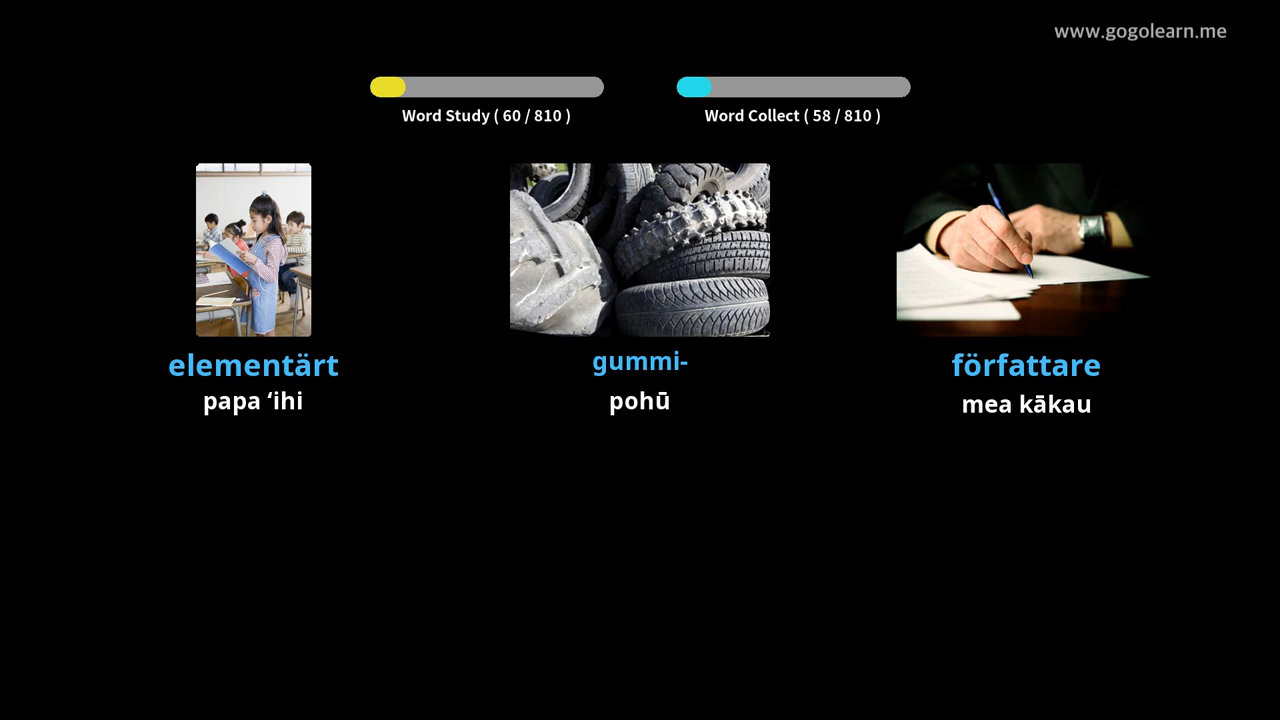 www.gogolearn.me
Word Study ( 60 / 810 )
Word Collect ( 58 / 810 )
elementärt
papa ʻihi
gummi-
pohū
författare
mea kākau